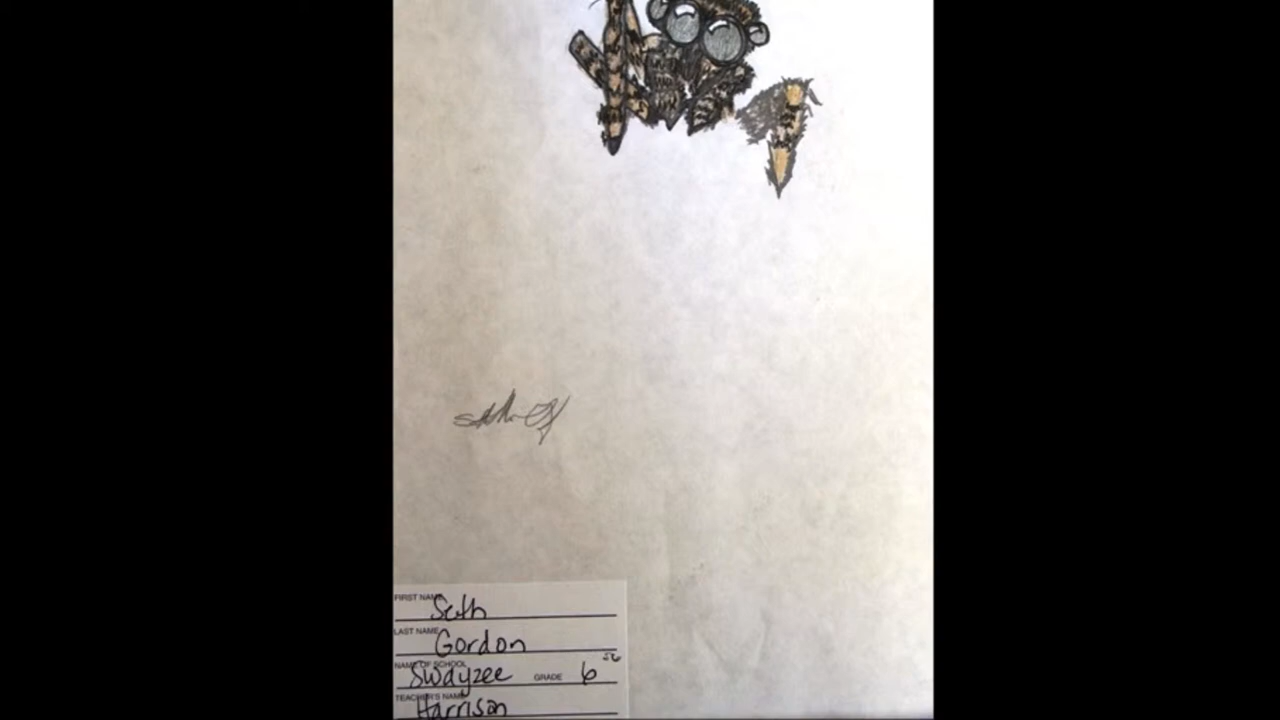 FIRST NAME Seth
LAST NAME Gordon
NAME OF SCHOOL Swayzee GRADE 6
TEACHER'S NAME Harrison